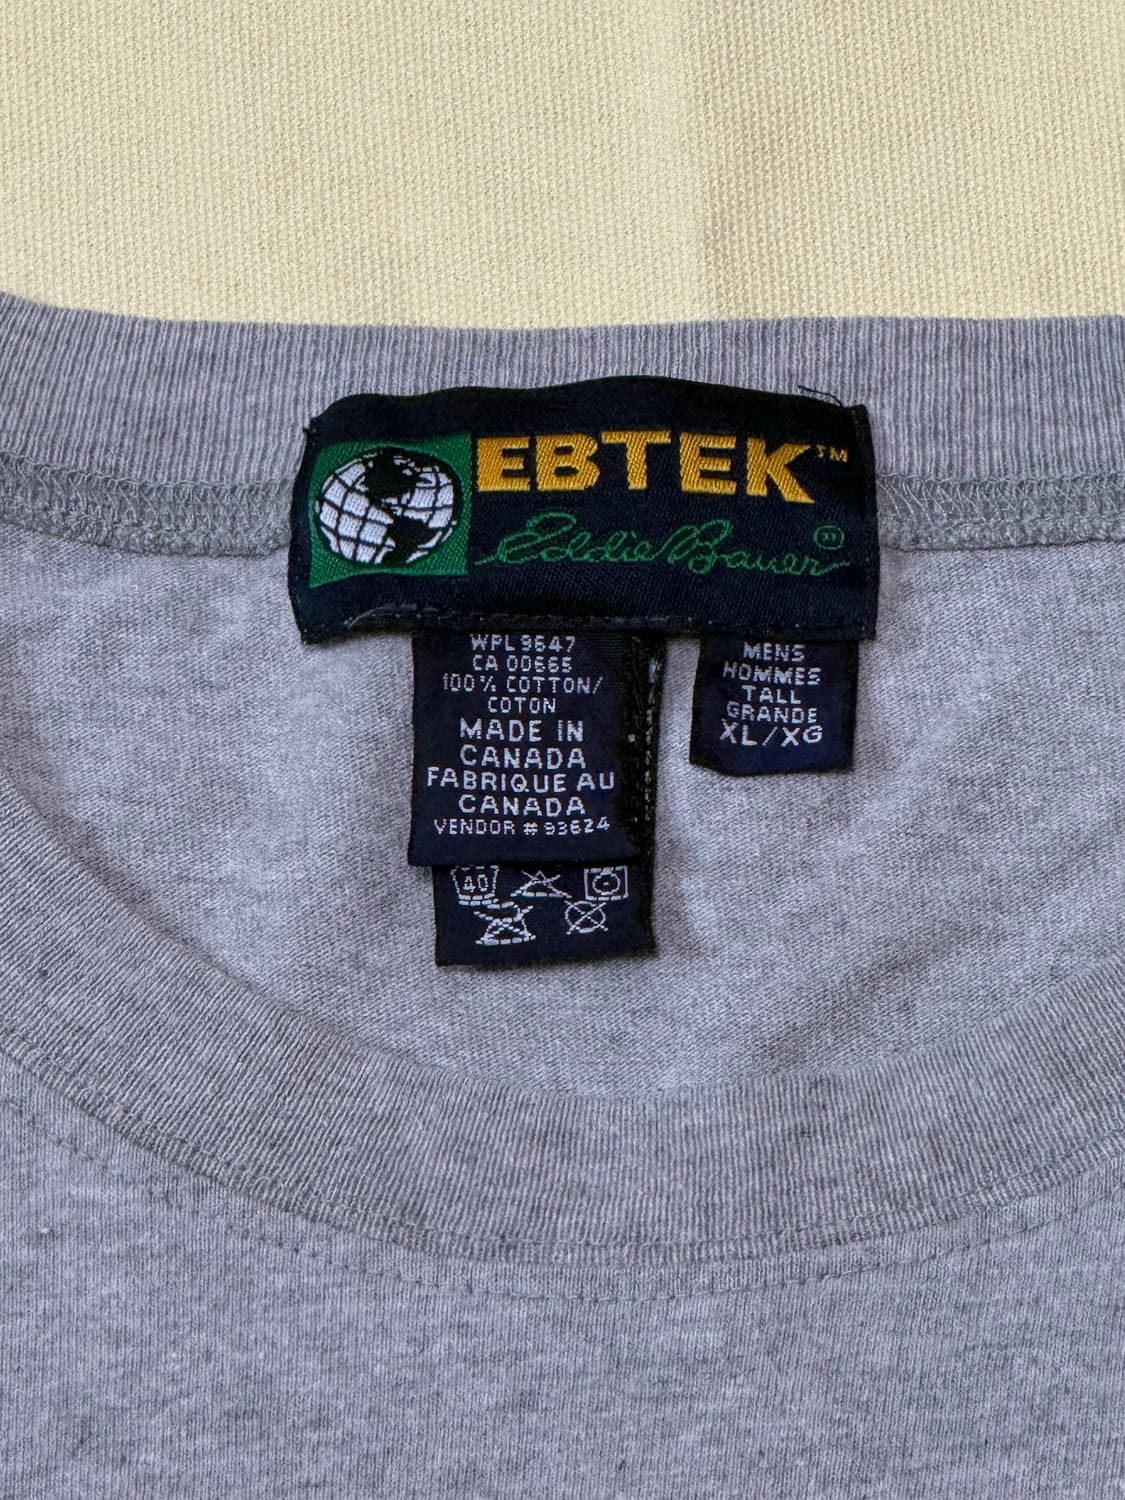 EBTEK™
Eddie Bauer®
WPL 9647
CA 00665
100% COTTON/
COTON
MADE IN
CANADA
FABRIQUE AU
CANADA
VENDOR # 93624
40
MENS
HOMMES
TALL
GRANDE
XL/XG